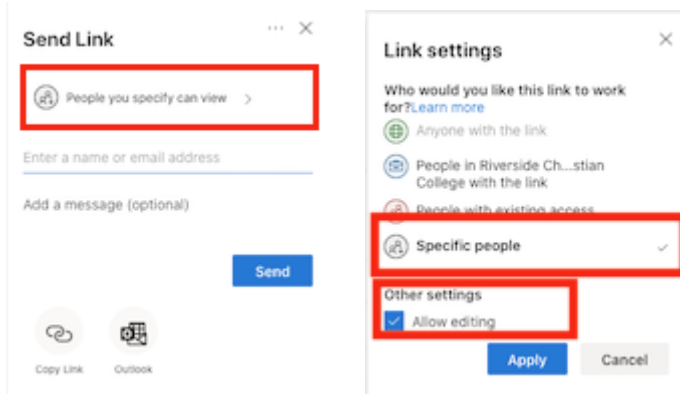 Send Link
People you specify can view
Enter a name or email address
Add a message (optional)
Send
Copy Link
Outlook
Link settings
Who would you like this link to work
for?Learn more
Anyone with the link
People in Riverside Ch...stian
College with the link
People with existing access
Specific people
Other settings
Allow editing
Apply
Cancel